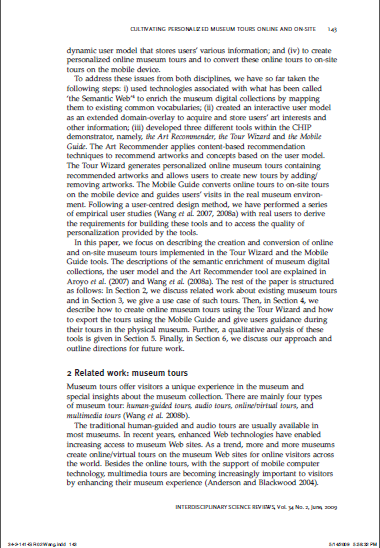 CULTIVATING PERSONALIZED MUSEUM TOURS ONLINE AND ON-SITE 143
dynamic user model that stores users' various information; and (iv) to create
personalized online museum tours and to convert these online tours to on-site
tours on the mobile device.
To address these issues from both disciplines, we have so far taken the
following steps: i) used technologies associated with what has been called
'the Semantic Web' to enrich the museum digital collections by mapping
them to existing common vocabularies; (ii) created an interactive user model
as an extended domain-overlay to acquire and store users' art interests and
other information; (iii) developed three different tools within the CHIP
demonstrator, namely, the Art Recommender, the Tour Wizard and the Mobile
Guide. The Art Recommender applies content-based recommendation
techniques to recommend artworks and concepts based on the user model.
The Tour Wizard generates personalized online museum tours containing
recommended artworks and allows users to create new tours by adding/
removing artworks. The Mobile Guide converts online tours to on-site tours
on the mobile device and guides users' visits in the real museum environ-
ment. Following a user-centred design method, we have performed a series
of empirical user studies (Wang et al. 2007, 2008a) with real users to derive
the requirements for building these tools and to access the quality of
personalization provided by the tools.
In this paper, we focus on describing the creation and conversion of online
and on-site museum tours implemented in the Tour Wizard and the Mobile
Guide tools. The descriptions of the semantic enrichment of museum digital
collections, the user model and the Art Recommender tool are explained in
Aroyo et al. (2007) and Wang et al. (2008a). The rest of the paper is structured
as follows: In Section 2, we discuss related work about existing museum tours
and in Section 3, we give a use case of such tours. Then, in Section 4, we
describe how to create online museum tours using the Tour Wizard and how
to export the tours using the Mobile Guide and give users guidance during
their tours in the physical museum. Further, a qualitative analysis of these
tools is given in Section 5. Finally, in Section 6, we discuss our approach and
outline directions for future work.
2 Related work: museum tours
Museum tours offer visitors a unique experience in the museum and
special insights about the museum collection. There are mainly four types
of museum tour: human-guided tours, audio tours, online/virtual tours, and
multimedia tours (Wang et al. 2008b).
The traditional human-guided and audio tours are usually available in
most museums. In recent years, enhanced Web technologies have enabled
increasing access to museum Web sites. As a trend, more and more museums
create online/virtual tours on the museum Web sites for online visitors across
the world. Besides the online tours, with the support of mobile computer
technology, multimedia tours are becoming increasingly important to visitors
by enhancing their museum experience (Anderson and Blackwood 2004).
INTERDISCIPLINARY SCIENCE REVIEWS, Vol. 34 No. 2, June, 2009